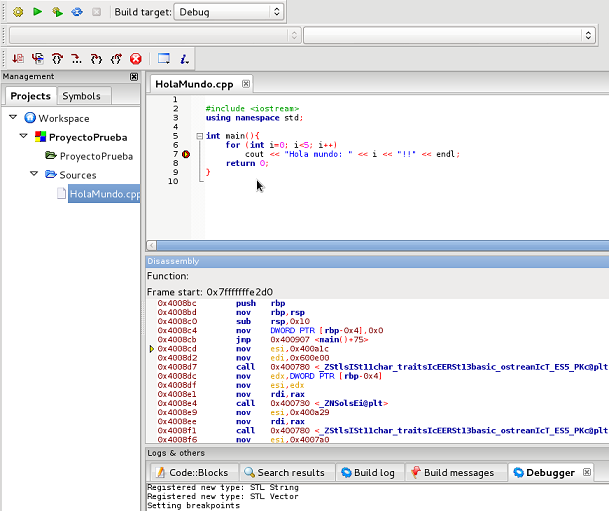 Build target: Debug
Management
Projects Symbols
Workspace
ProyectoPrueba
ProyectoPrueba
Sources
HolaMundo.cpp
HolaMundo.cpp
1
2 #include <iostream>
3 using namespace std;
4
5 int main(){
6 for (int i=0; i<5; i++)
7 cout << "Hola mundo: " << i << "!!" << endl;
8 return 0;
9 }
10
Disassembly
Function:
Frame start: 0x7fffffffe2d0
0x4008bc push rbp
0x4008bd mov rbp,rsp
0x4008c0 sub rsp,0x10
0x4008c4 mov DWORD PTR [rbp-0x4],0x0
0x4008cb jmp 0x400907 <main()+75>
0x4008cd mov esi,0x400a1c
0x4008d2 mov edi,0x600e00
0x4008d7 call 0x400780 <_ZStlsISt11char_traitsIcEERSt13basic_ostreamIcT_ES5_PKc@plt
0x4008dc mov edx,DWORD PTR [rbp-0x4]
0x4008df mov esi,edx
0x4008e1 mov rdi,rax
0x4008e4 call 0x400730 <_ZNSolsEi@plt>
0x4008e9 mov esi,0x400a29
0x4008ee mov rdi,rax
0x4008f1 call 0x400780 <_ZStlsISt11char_traitsIcEERSt13basic_ostreamIcT_ES5_PKc@plt
0x4008f6 mov esi,0x4007a0
Logs & others
Code::Blocks Search results Build log Build messages Debugger
Registered new type: STL String
Registered new type: STL Vector
Setting breakpoints